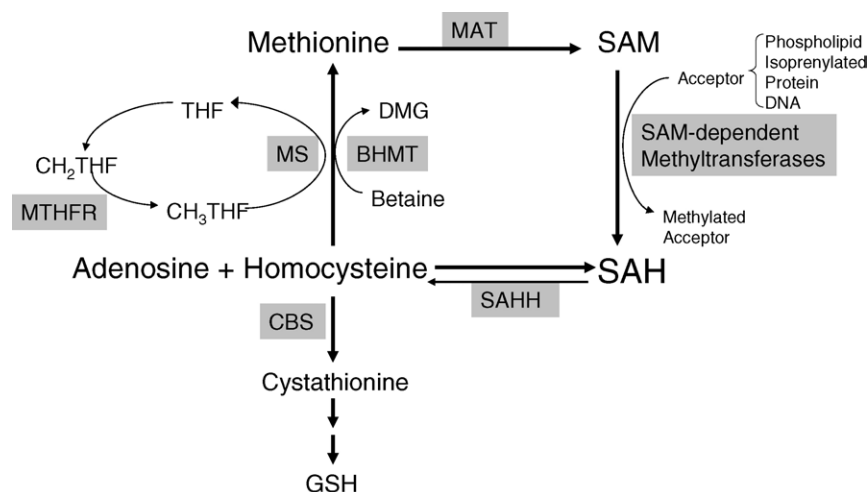 Methionine
MAT
SAM
Acceptor
Phospholipid
Isoprenylated
Protein
DNA
THF
DMG
MS
BHMT
SAM-dependent
Methyltransferases
CH₂THF
MTHFR
CH₃THF
Betaine
Methylated
Acceptor
Adenosine + Homocysteine
SAH
SAHH
CBS
Cystathionine
GSH